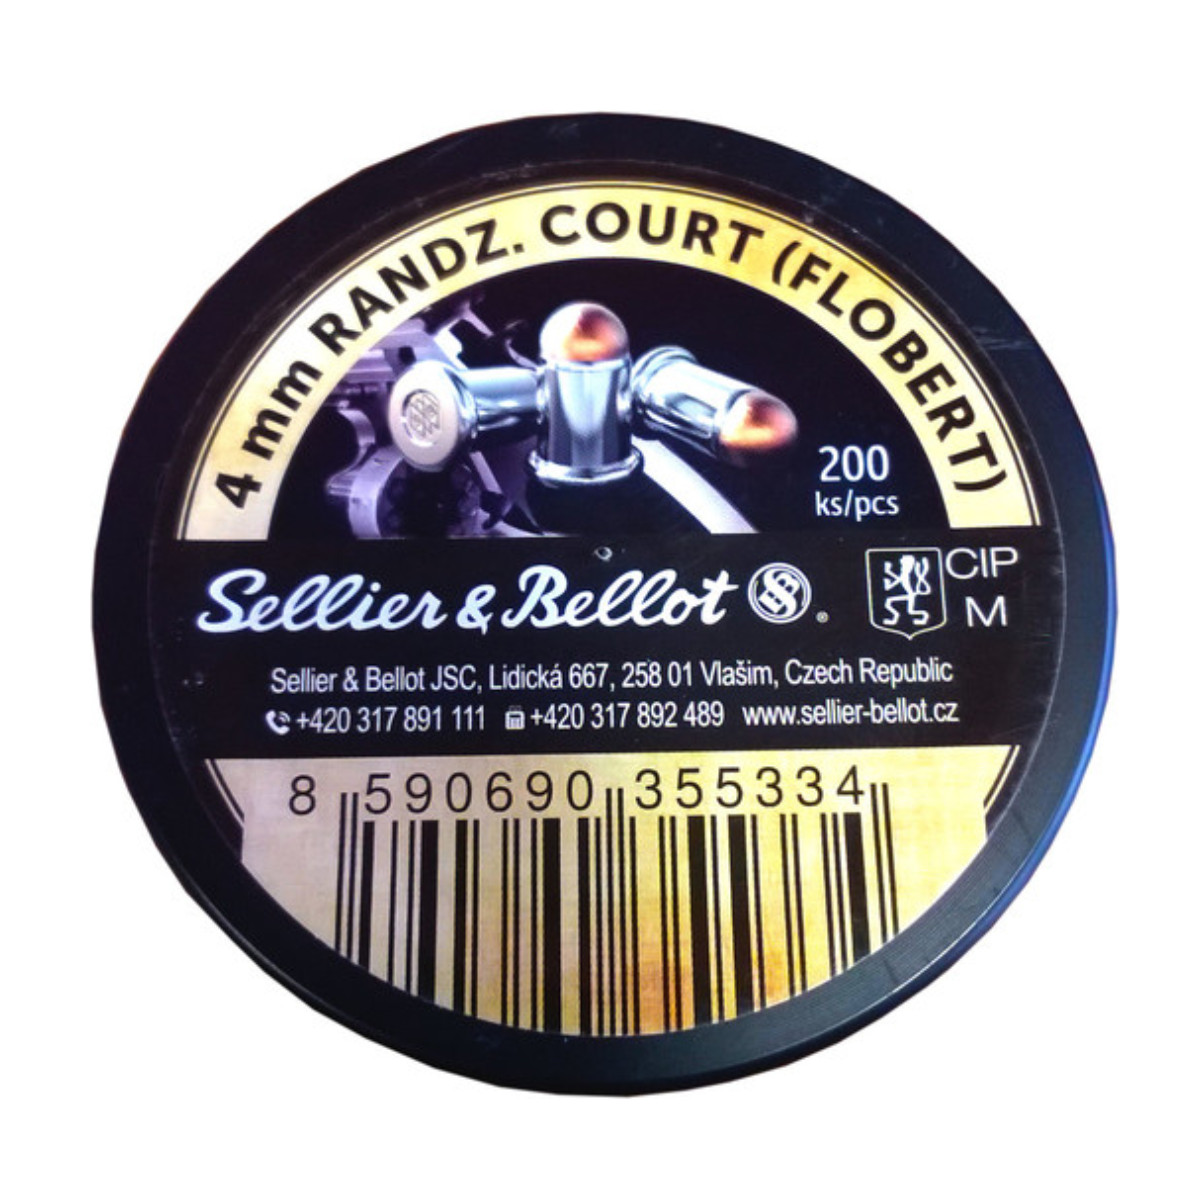 4 mm RANDZ. COURT (FLOBERT)
200
ks/pcs
Sellier & Bellot SB ®
CIP
M
Sellier & Bellot JSC, Lidická 667, 258 01 Vlašim, Czech Republic
+420 317 891 111 +420 317 892 489 www.sellier-bellot.cz
8 590690 355334